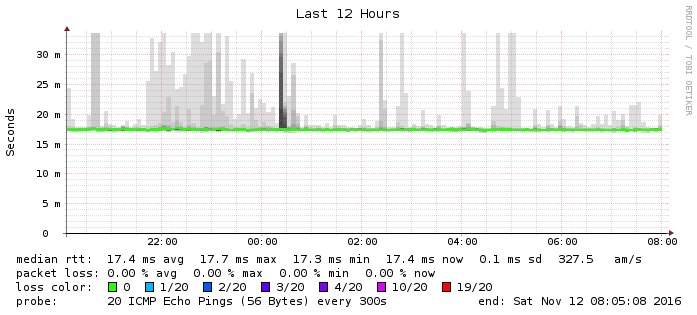 Last 12 Hours
RRDTOOL / TOBI OETIKER
Seconds
30 m
25 m
20 m
15 m
10 m
5 m
0
22:00 00:00 02:00 04:00 06:00 08:00
median rtt: 17.4 ms avg 17.7 ms max 17.3 ms min 17.4 ms now 0.1 ms sd 327.5 am/s
packet loss: 0.00 % avg 0.00 % max 0.00 % min 0.00 % now
loss color: 0 1/20 2/20 3/20 4/20 10/20 19/20
probe: 20 ICMP Echo Pings (56 Bytes) every 300s end: Sat Nov 12 08:05:08 2016